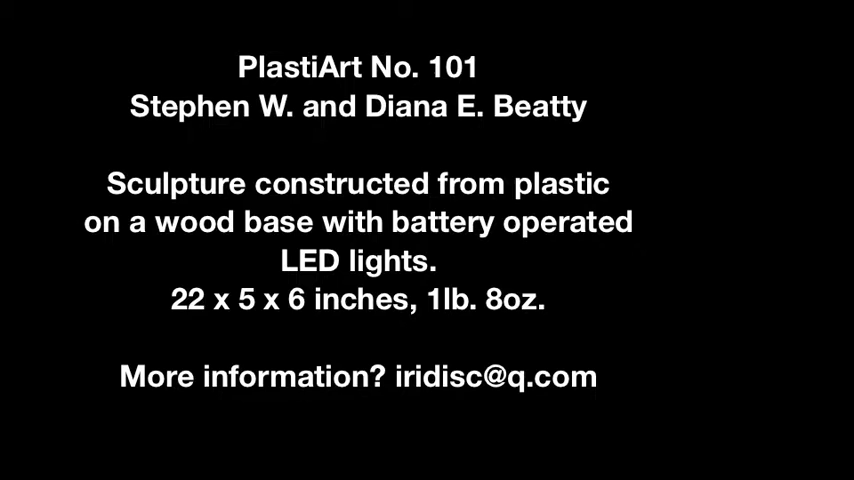 PlastiArt No. 101
Stephen W. and Diana E. Beatty
Sculpture constructed from plastic
on a wood base with battery operated
LED lights.
22 x 5 x 6 inches, 1lb. 8oz.
More information? iridisc@q.com